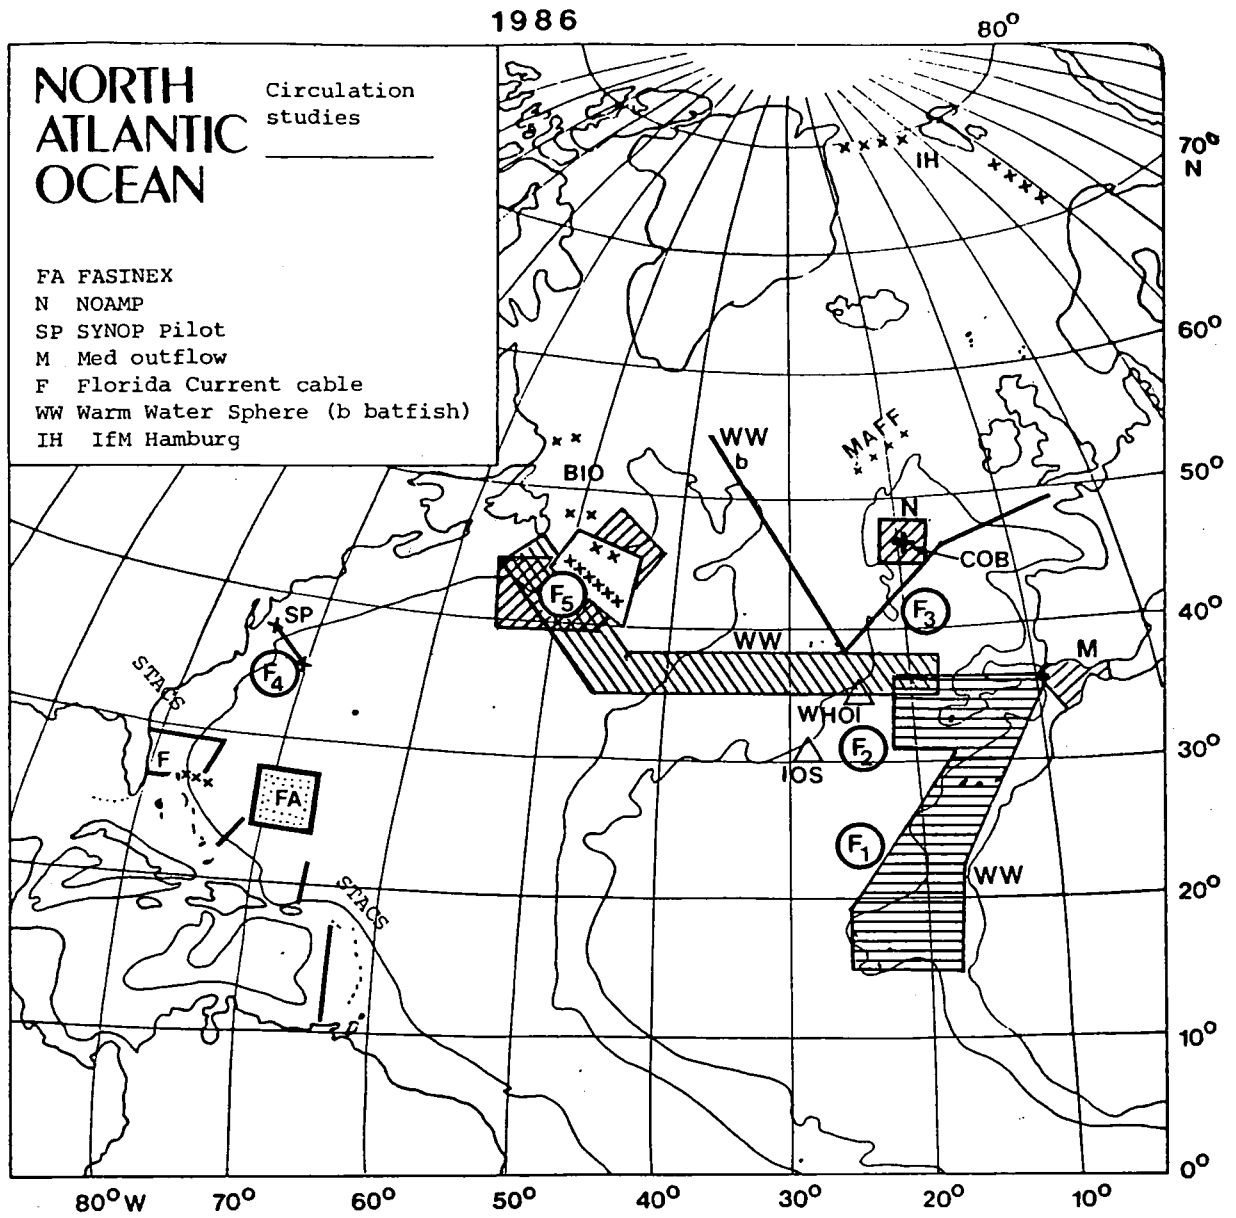 1986
80°
NORTH
ATLANTIC
OCEAN
Circulation
studies
FA FASINEX
N NOAMP
SP SYNOP Pilot
M Med outflow
F Florida Current cable
WW Warm Water Sphere (b batfish)
IH IfM Hamburg
70°
N
IH
60°
MAFF
WW
b
BIO
50°
N
COB
F5
F3
40°
SP
WW
M
F4
STACS
WHOI
F
F2
30°
IOS
FA
F1
WW
20°
STACS
10°
0°
80°W 70° 60° 50° 40° 30° 20° 10°